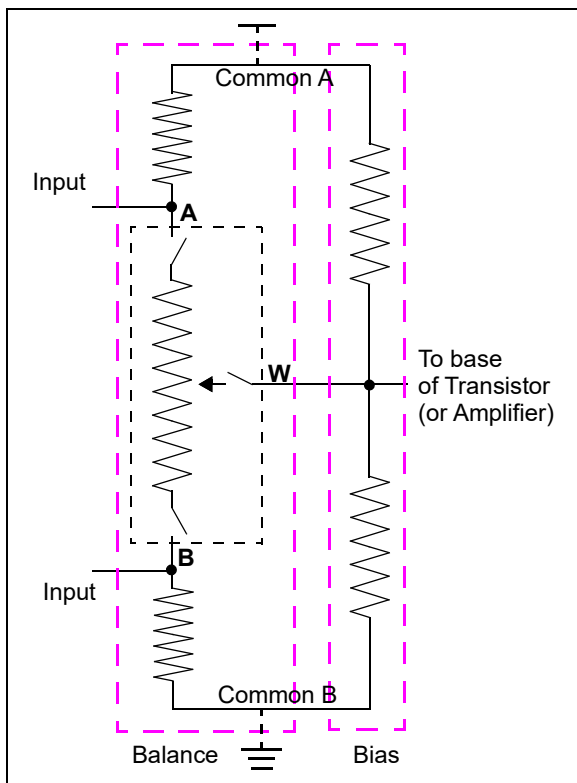 Common A
Input
A
W
To base
of Transistor
(or Amplifier)
B
Input
Common B
Balance
Bias